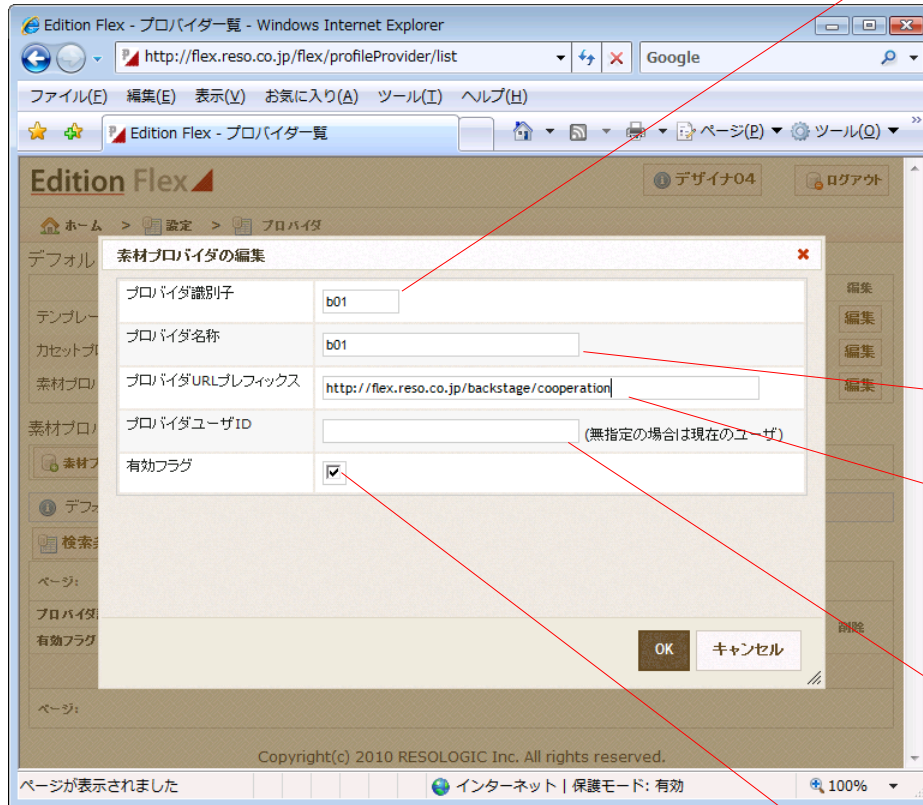 Edition Flex - プロバイダ一覧 - Windows Internet Explorer
http://flex.reso.co.jp/flex/profileProvider/list
Google
ファイル(F) 編集(E) 表示(V) お気に入り(A) ツール(T) ヘルプ(H)
Edition Flex - プロバイダ一覧
ページ(P) ツール(O) »
Edition Flex
デザイナ04
ログアウト
ホーム > 設定 > プロバイダ
デフォル
素材プロバイダの編集
編集
プロバイダ識別子
b01
テンプレー
編集
プロバイダ名称
b01
カセットプロ
編集
プロバイダURLプレフィックス
http://flex.reso.co.jp/backstage/cooperation
素材プロバ
編集
プロバイダユーザID
(無指定の場合は現在のユーザ)
素材プロバ
有効フラグ
素材プ
デフォ
検索
ページ:
プロバイダ
削除
有効フラグ
OK
キャンセル
ページ:
Copyright(c) 2010 RESOLOGIC Inc. All rights reserved.
ページが表示されました
インターネット | 保護モード: 有効
100%